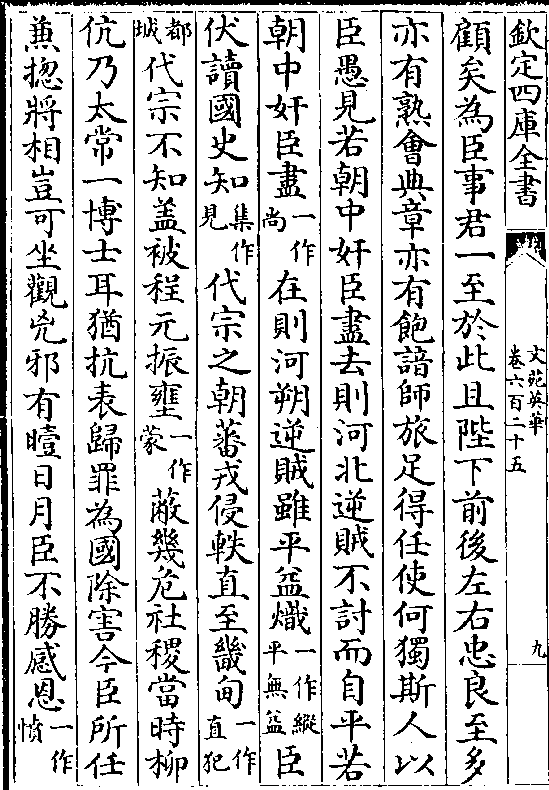 欽定四庫全書
文苑英華
卷六百二十五
九
顧矣為臣事君一至於此且陛下前後左右忠良至多
亦有熟會典章亦有飽諳師旅足得任使何獨斯人以
臣愚見若朝中奸臣盡去則河北逆賊不討而自平若
朝中奸臣盡一作尚在則河朔逆賊雖平益熾一作縱平無益臣
伏讀國史知集作見代宗之朝蕃戎侵軼直至畿甸一作直犯
都城代宗不知蓋被程元振壅一作蒙蔽幾危社稷當時柳
伉乃太常一博士耳猶抗表歸罪為國除害今臣所任
兼揔將相豈可坐觀兇邪有曀日月臣不勝感恩一作憤